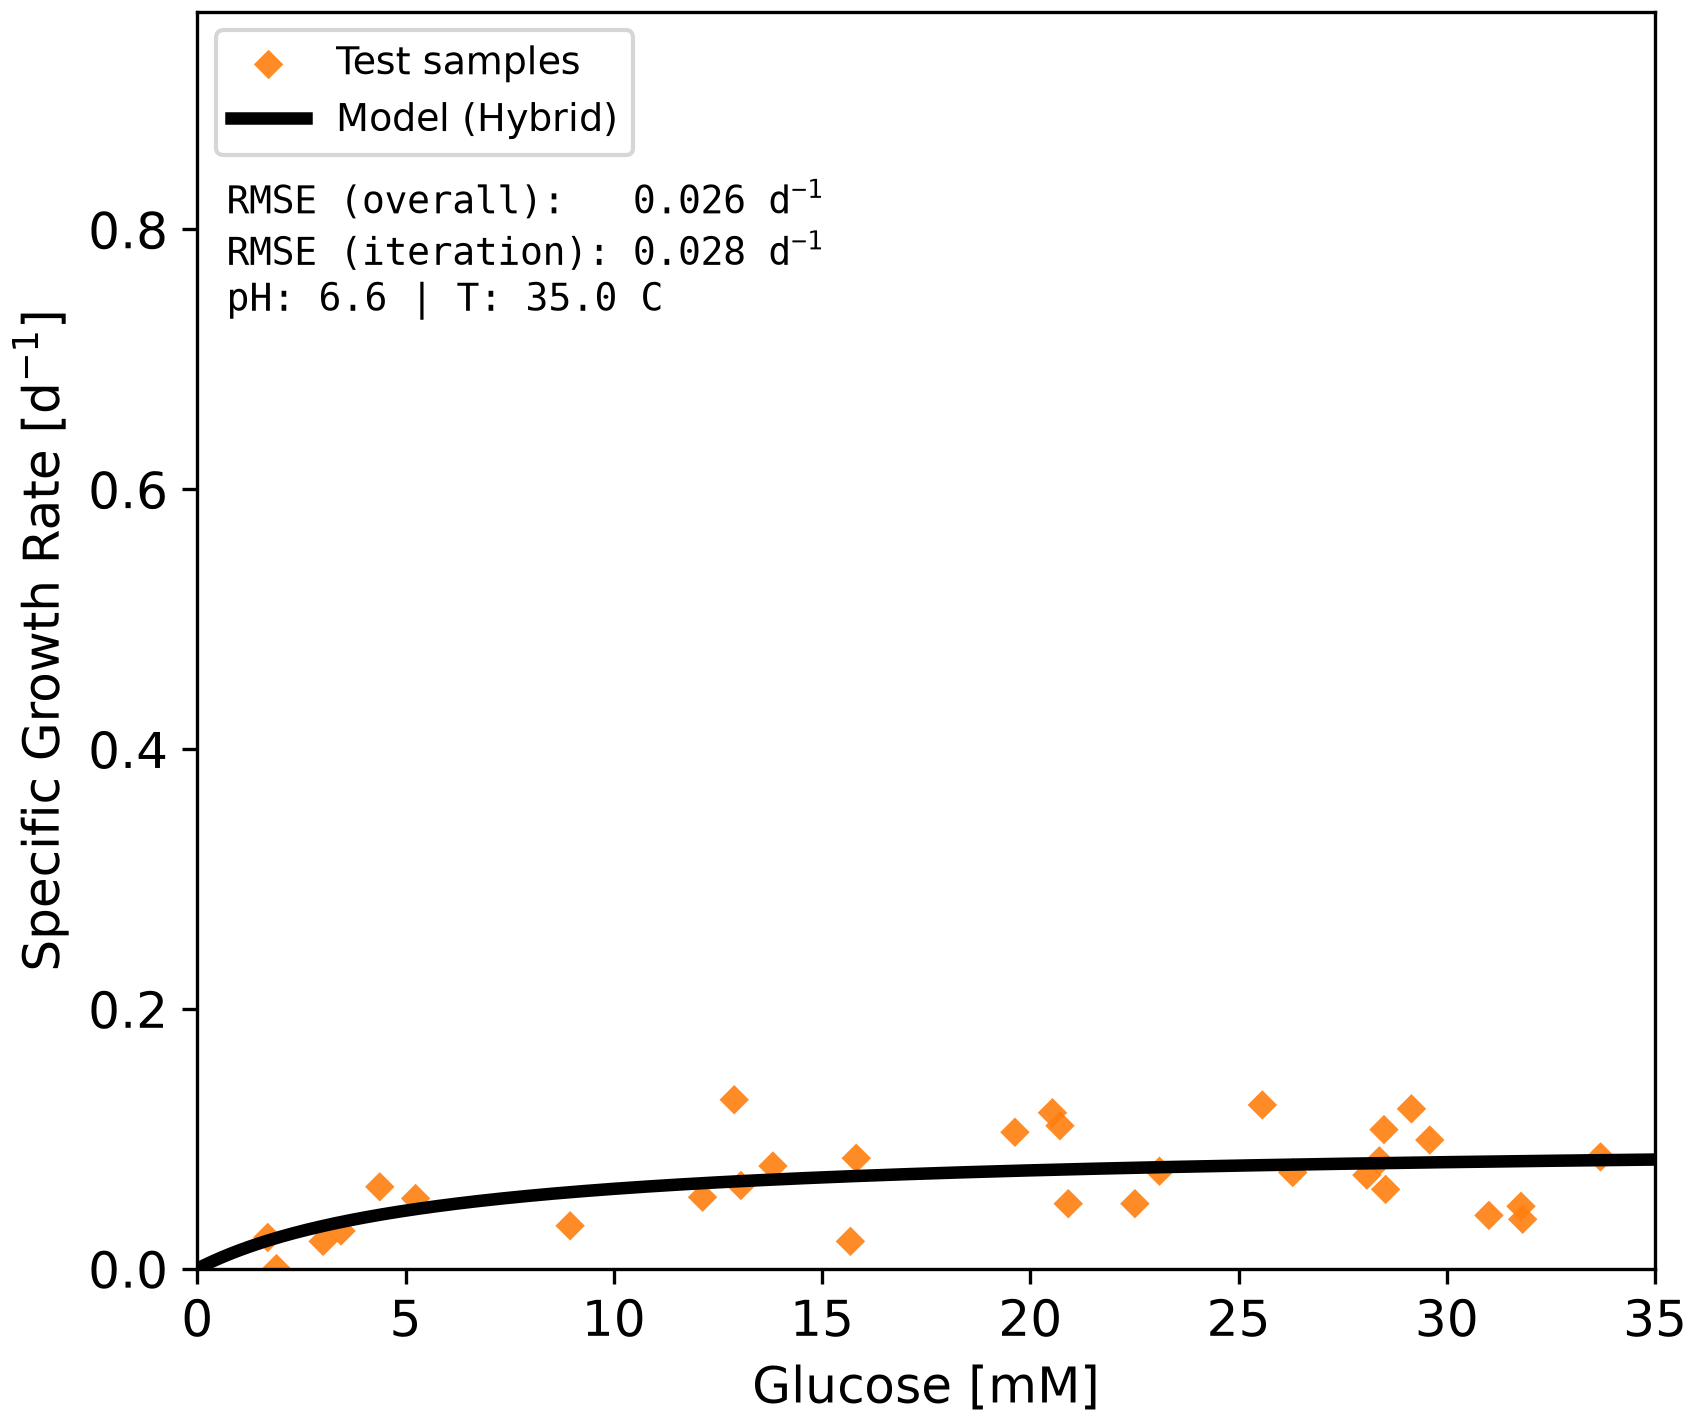 Test samples
Model (Hybrid)
RMSE (overall):   0.026 d⁻¹
RMSE (iteration): 0.028 d⁻¹
pH: 6.6 | T: 35.0 C
Specific Growth Rate [d⁻¹]
0.8
0.6
0.4
0.2
0.0
0 5 10 15 20 25 30 35
Glucose [mM]